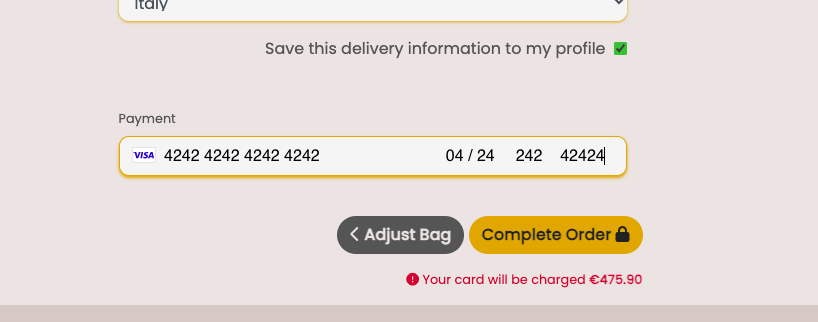 Italy
Save this delivery information to my profile
Payment
VISA 4242 4242 4242 4242 04 / 24 242 42424
Adjust Bag Complete Order
Your card will be charged €475.90